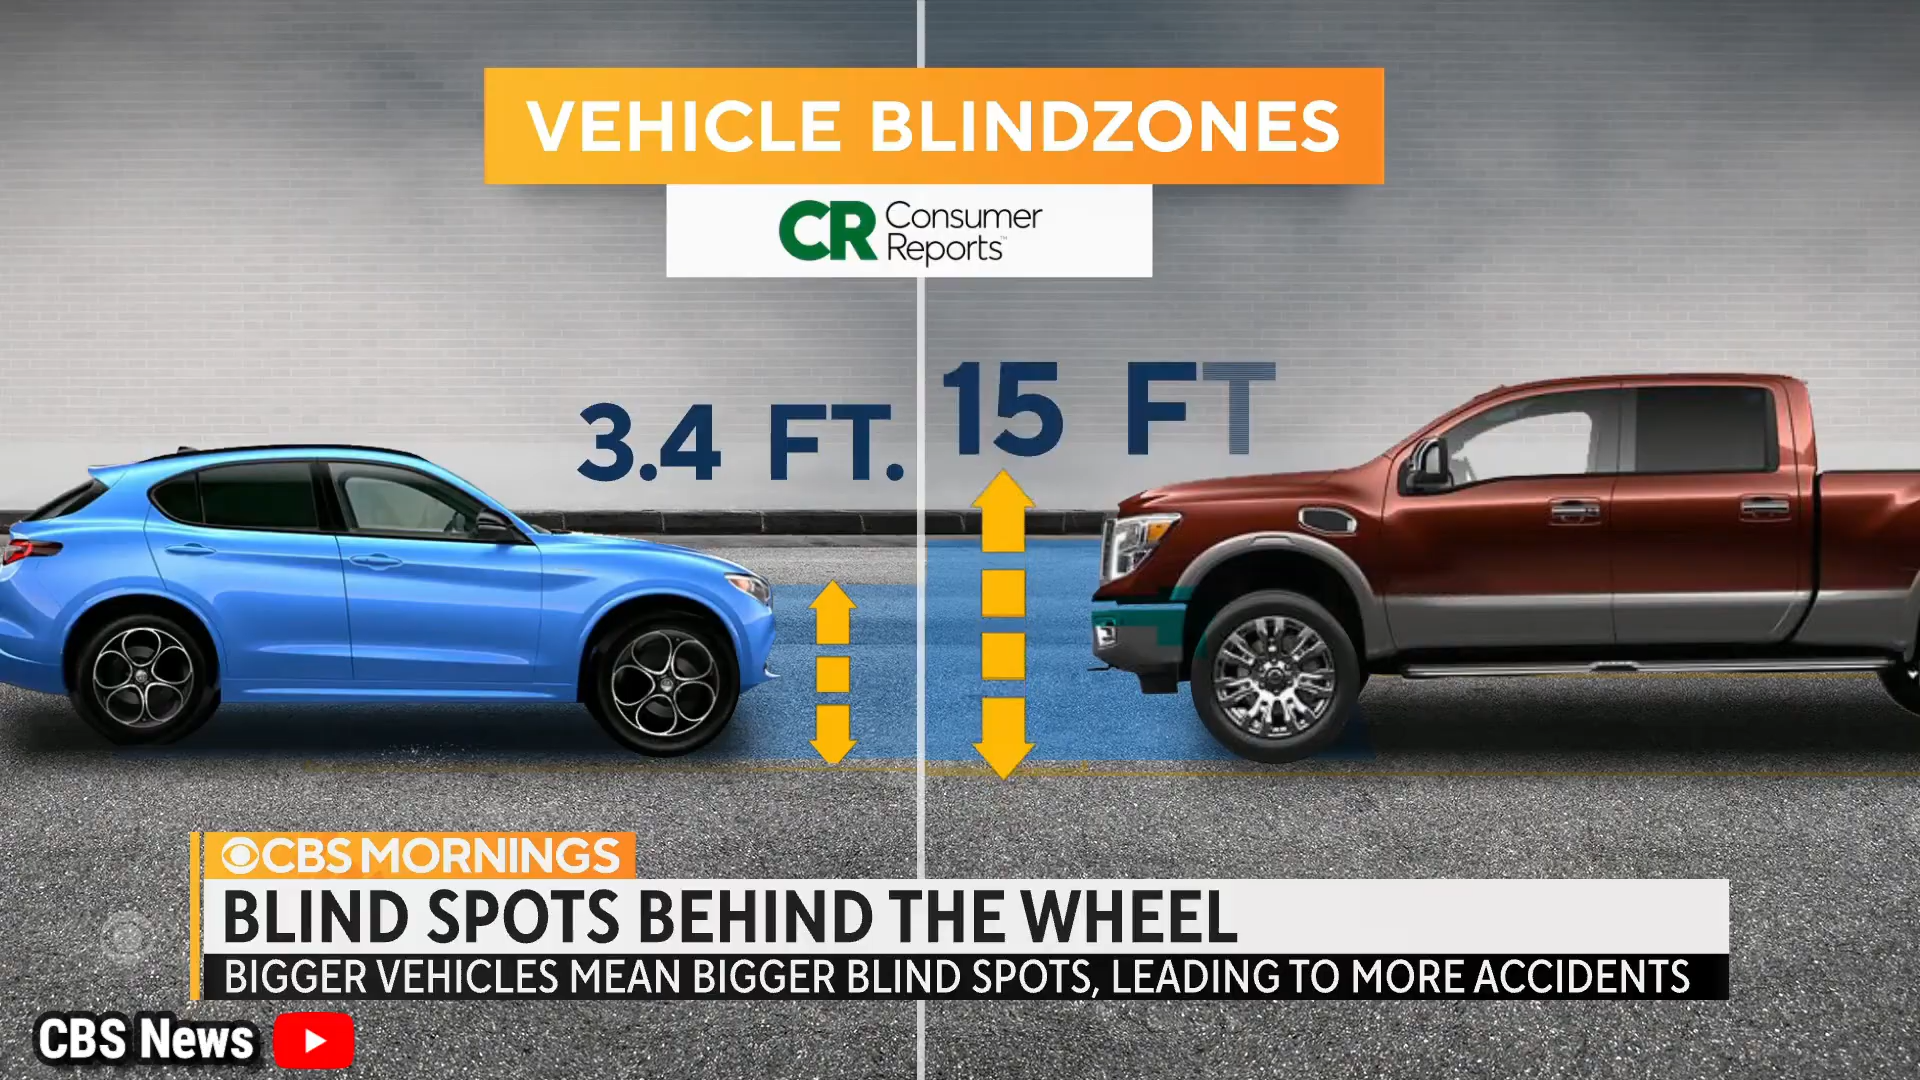 VEHICLE BLINDZONES
CR Consumer
Reports™
3.4 FT.
15 FT
CBS MORNINGS
BLIND SPOTS BEHIND THE WHEEL
BIGGER VEHICLES MEAN BIGGER BLIND SPOTS, LEADING TO MORE ACCIDENTS
CBS News